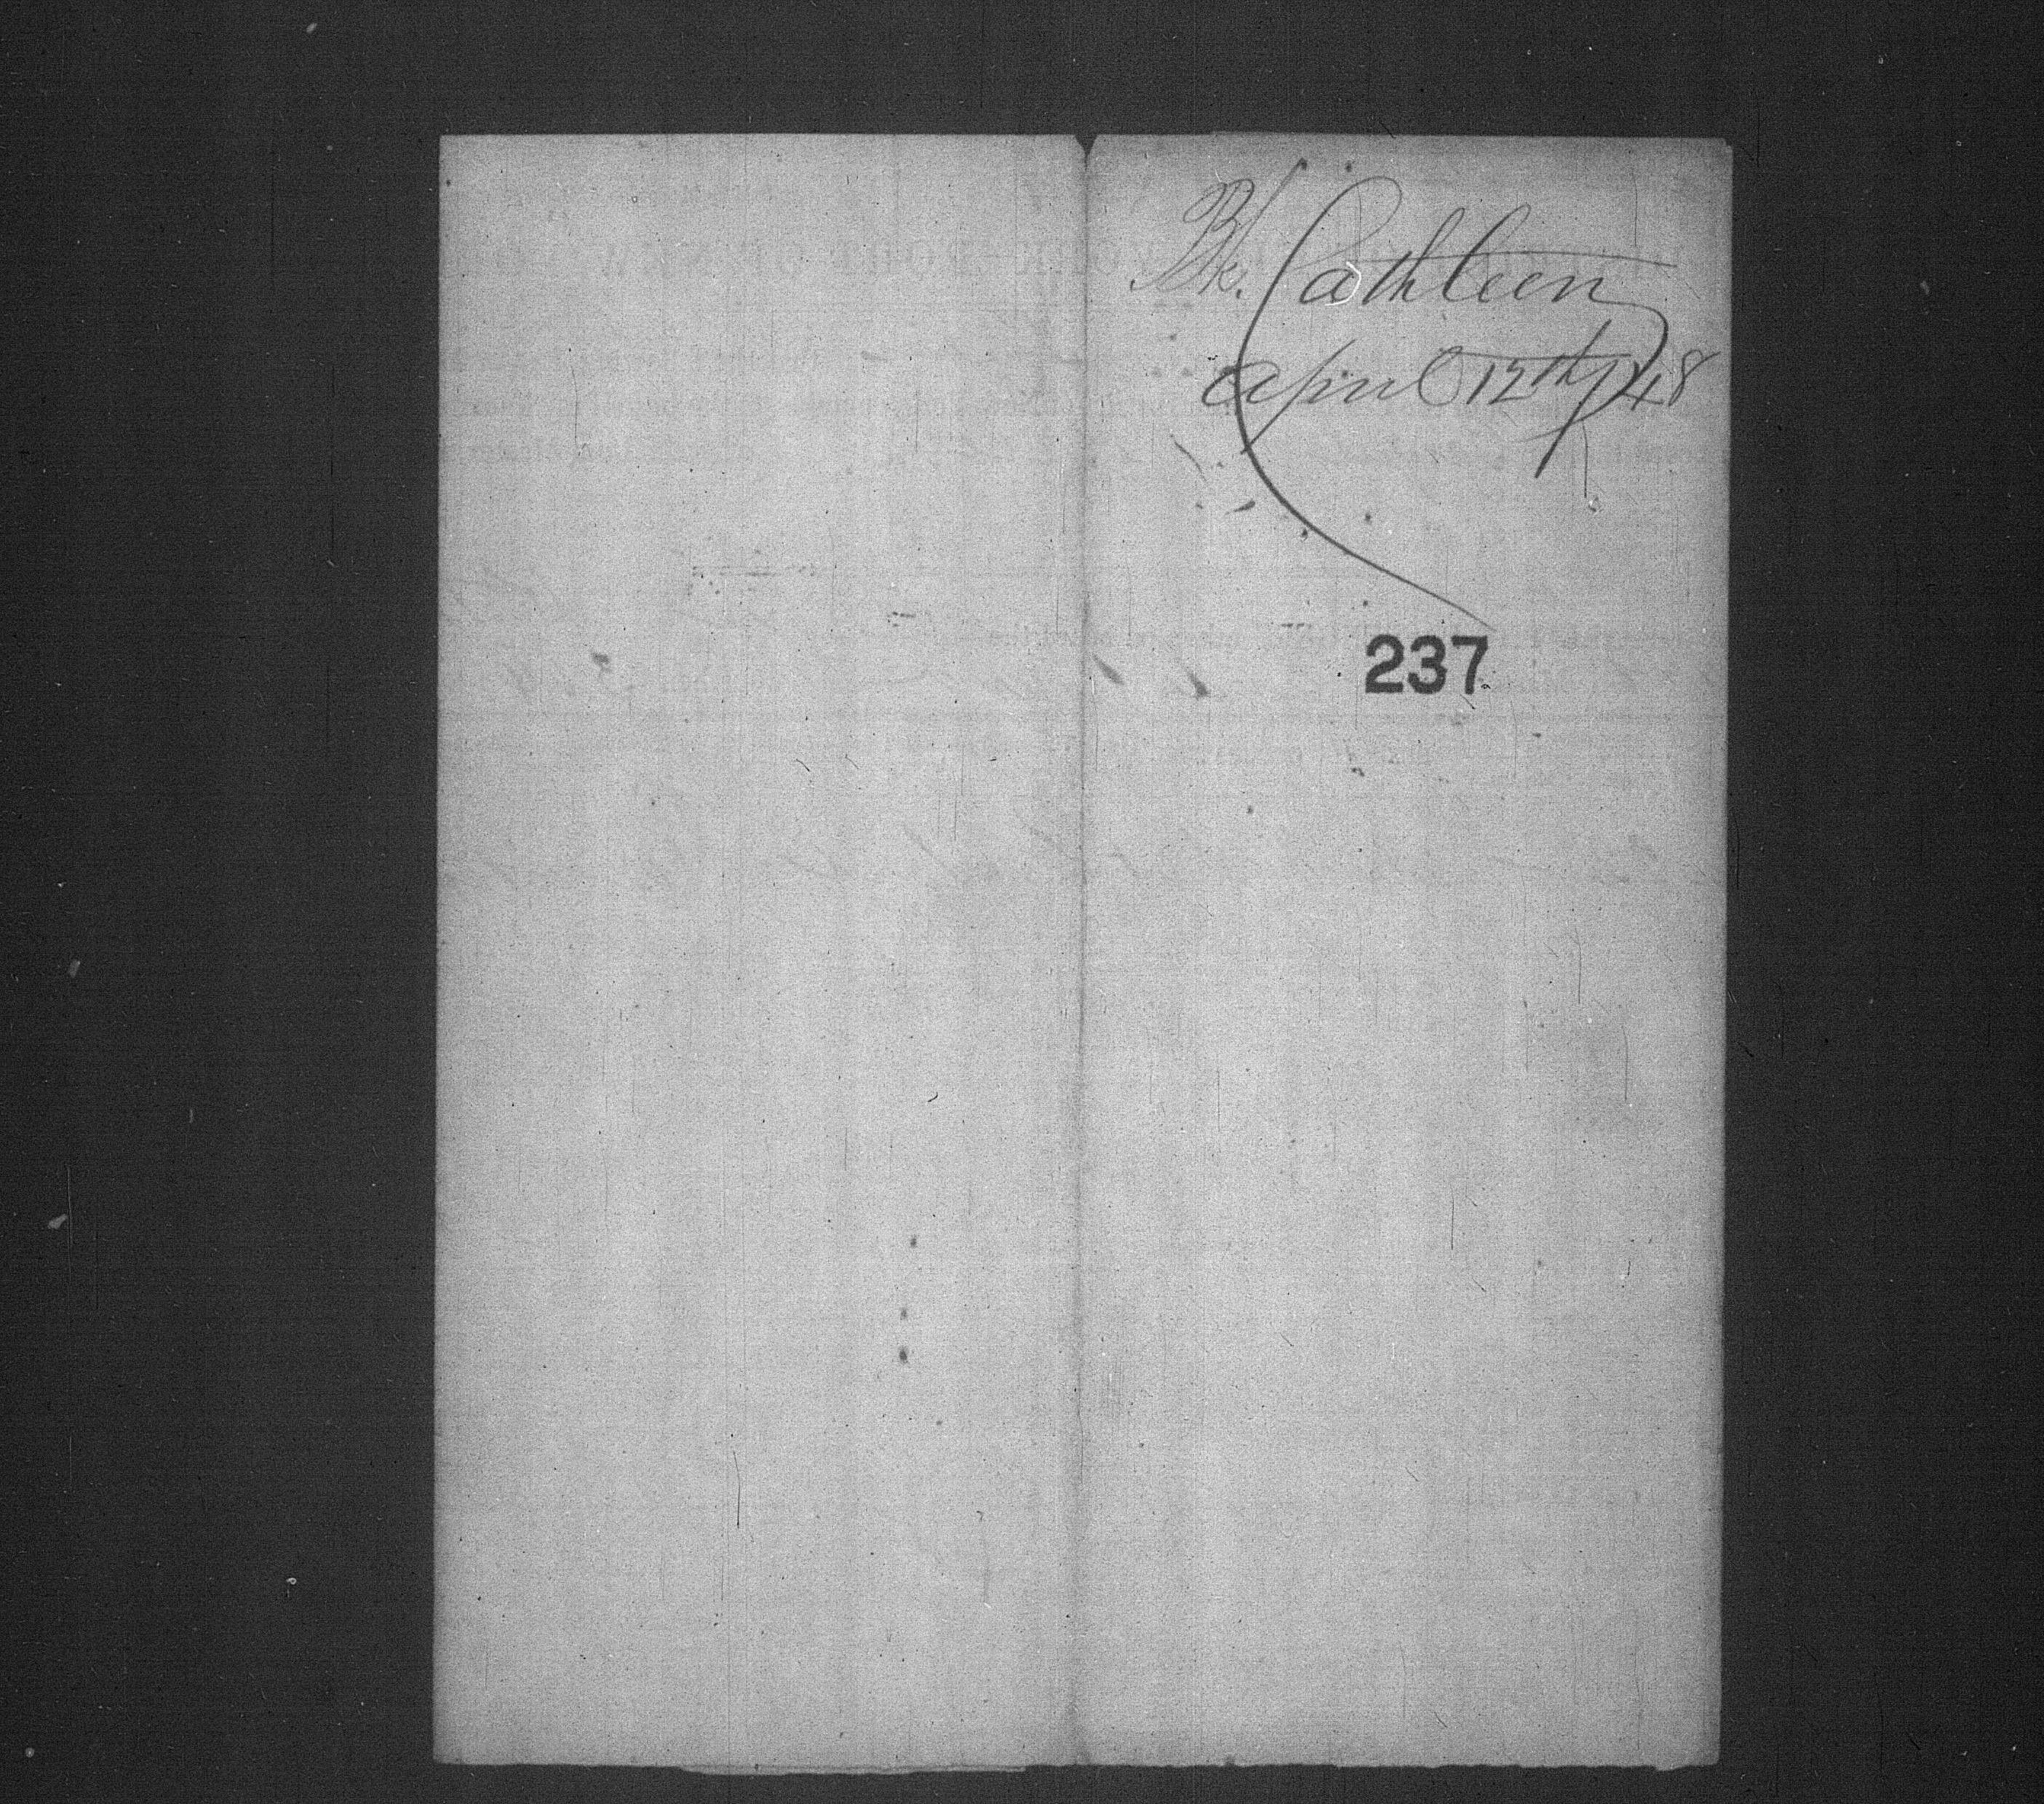 Bk. Cathleen
April 12th / 48
237